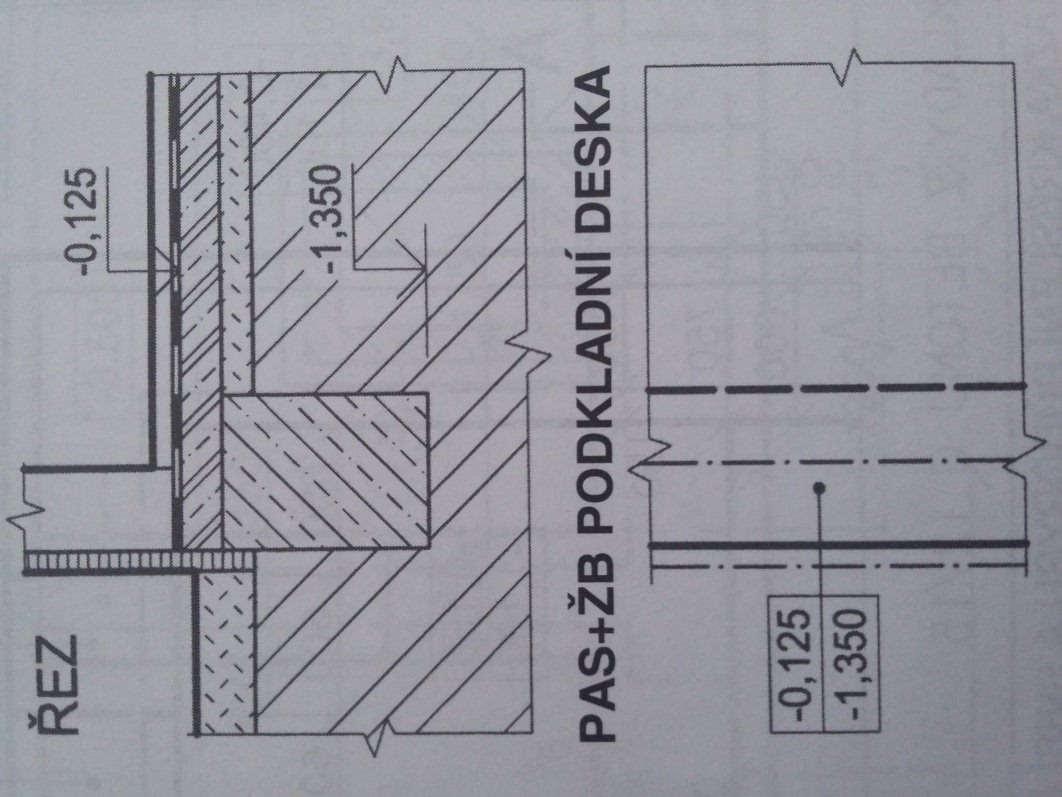 ŘEZ
-0,125
-1,350
PAS+ŽB PODKLADNÍ DESKA
-0,125
-1,350